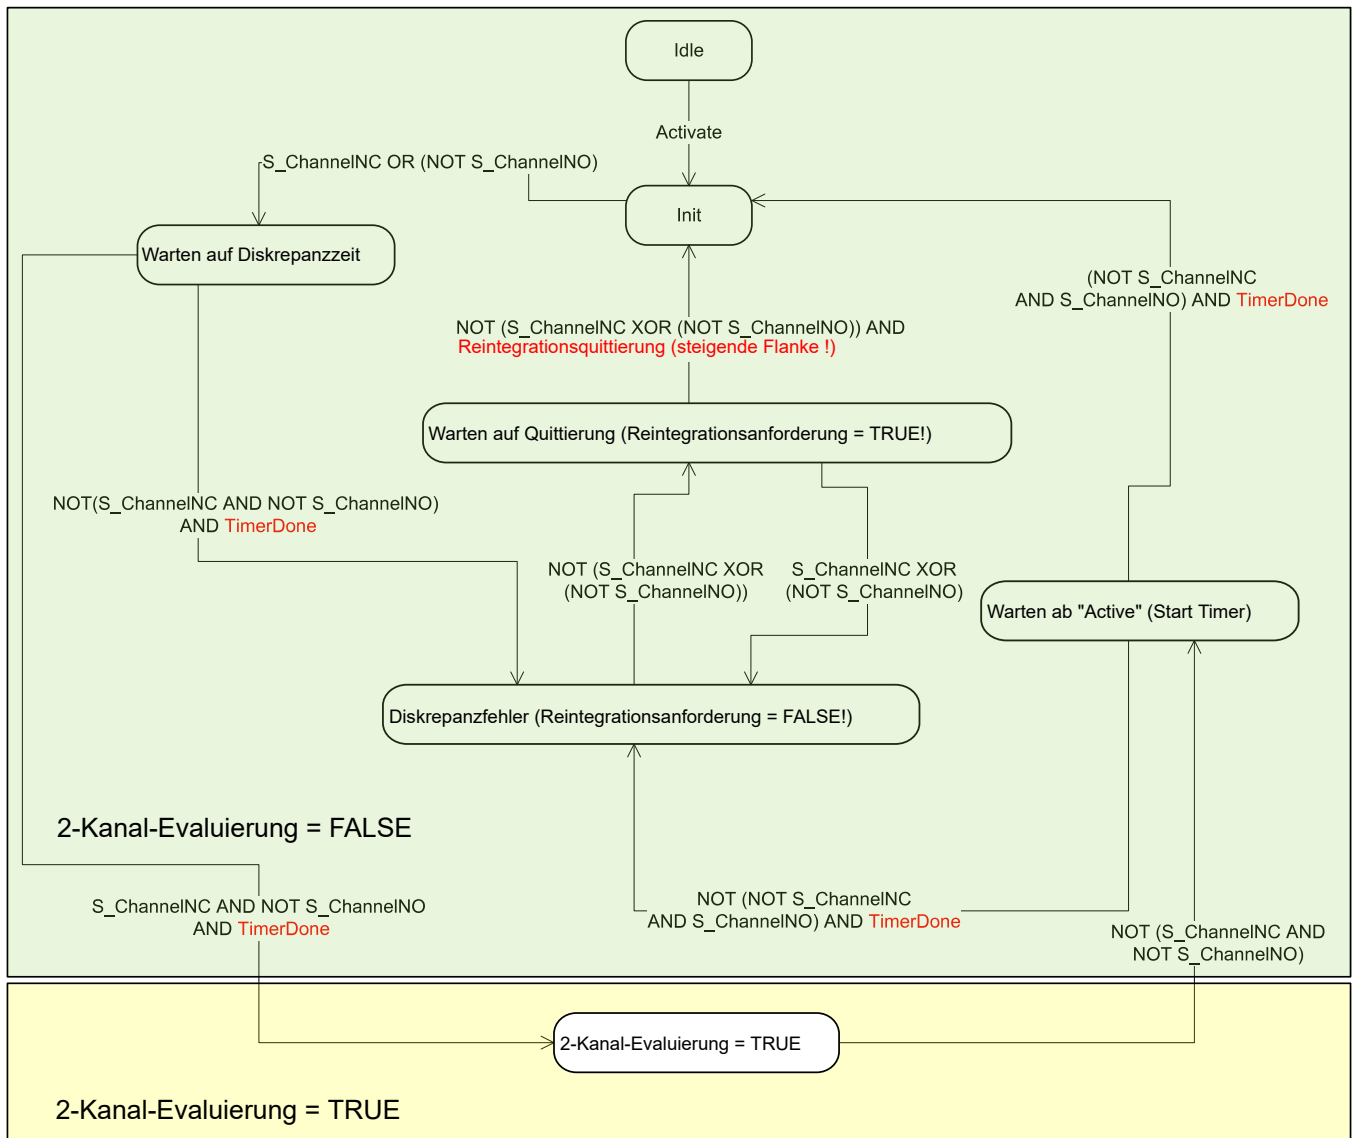 Idle
Activate
S_ChannelNC OR (NOT S_ChannelNO)
Init
Warten auf Diskrepanzzeit
(NOT S_ChannelNC
AND S_ChannelNO) AND TimerDone
NOT (S_ChannelNC XOR (NOT S_ChannelNO)) AND
Reintegrationsquittierung (steigende Flanke !)
Warten auf Quittierung (Reintegrationsanforderung = TRUE!)
NOT(S_ChannelNC AND NOT S_ChannelNO)
AND TimerDone
NOT (S_ChannelNC XOR
(NOT S_ChannelNO))
S_ChannelNC XOR
(NOT S_ChannelNO)
Warten ab "Active" (Start Timer)
Diskrepanzfehler (Reintegrationsanforderung = FALSE!)
2-Kanal-Evaluierung = FALSE
S_ChannelNC AND NOT S_ChannelNO
AND TimerDone
NOT (NOT S_ChannelNC
AND S_ChannelNO) AND TimerDone
NOT (S_ChannelNC AND
NOT S_ChannelNO)
2-Kanal-Evaluierung = TRUE
2-Kanal-Evaluierung = TRUE